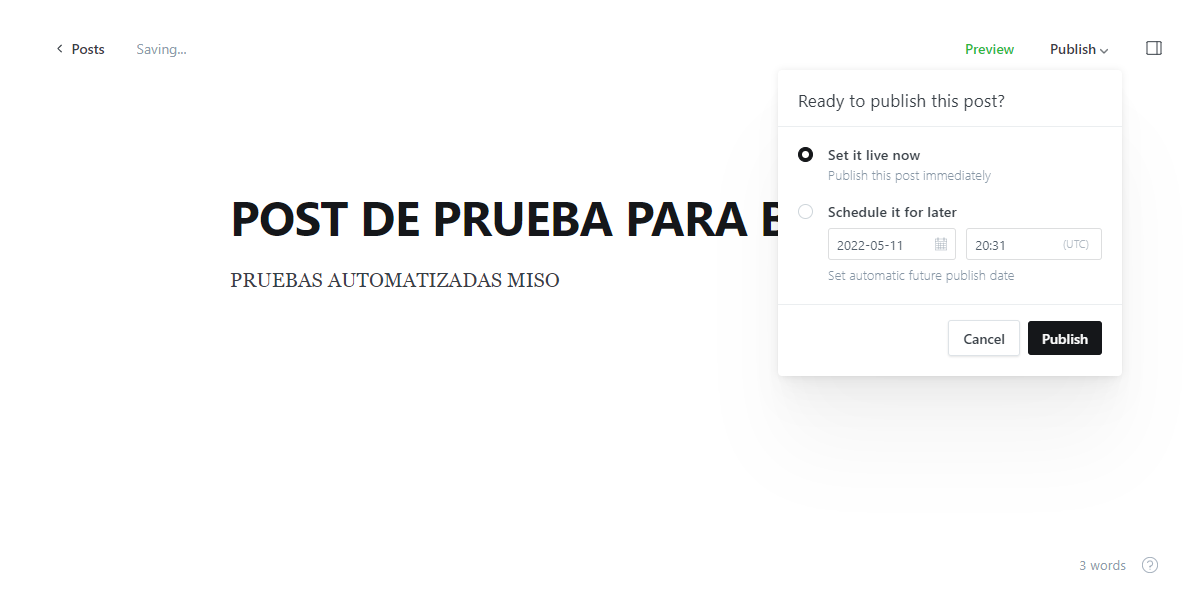 Posts Saving... Preview Publish
Ready to publish this post?
Set it live now
Publish this post immediately
POST DE PRUEBA PARA
Schedule it for later
2022-05-11 20:31 (UTC)
PRUEBAS AUTOMATIZADAS MISO
Set automatic future publish date
Cancel Publish
3 words ?